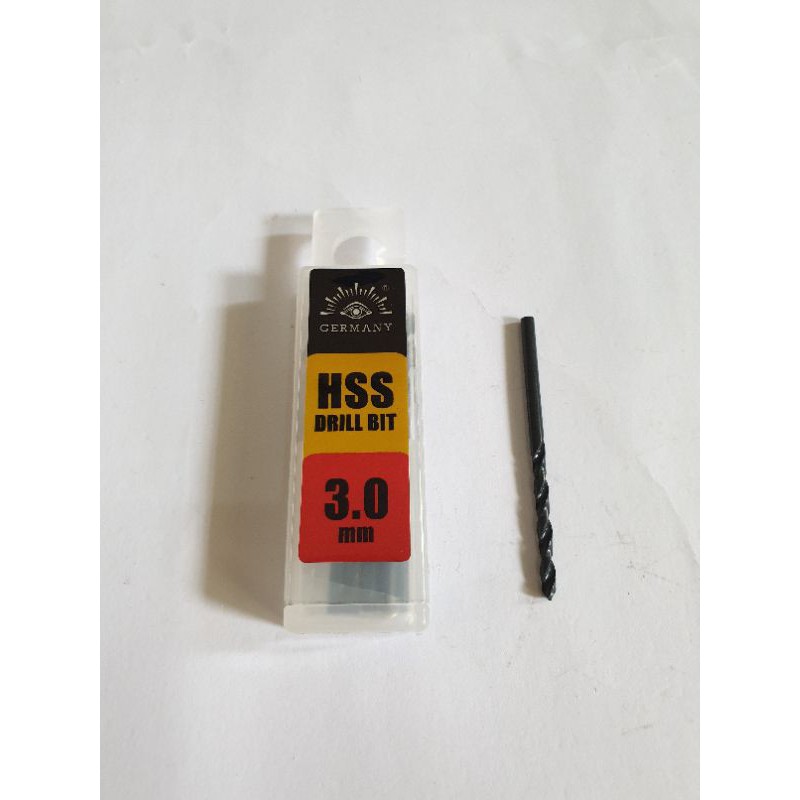 ®
GERMANY
HSS
DRILL BIT
3.0
mm